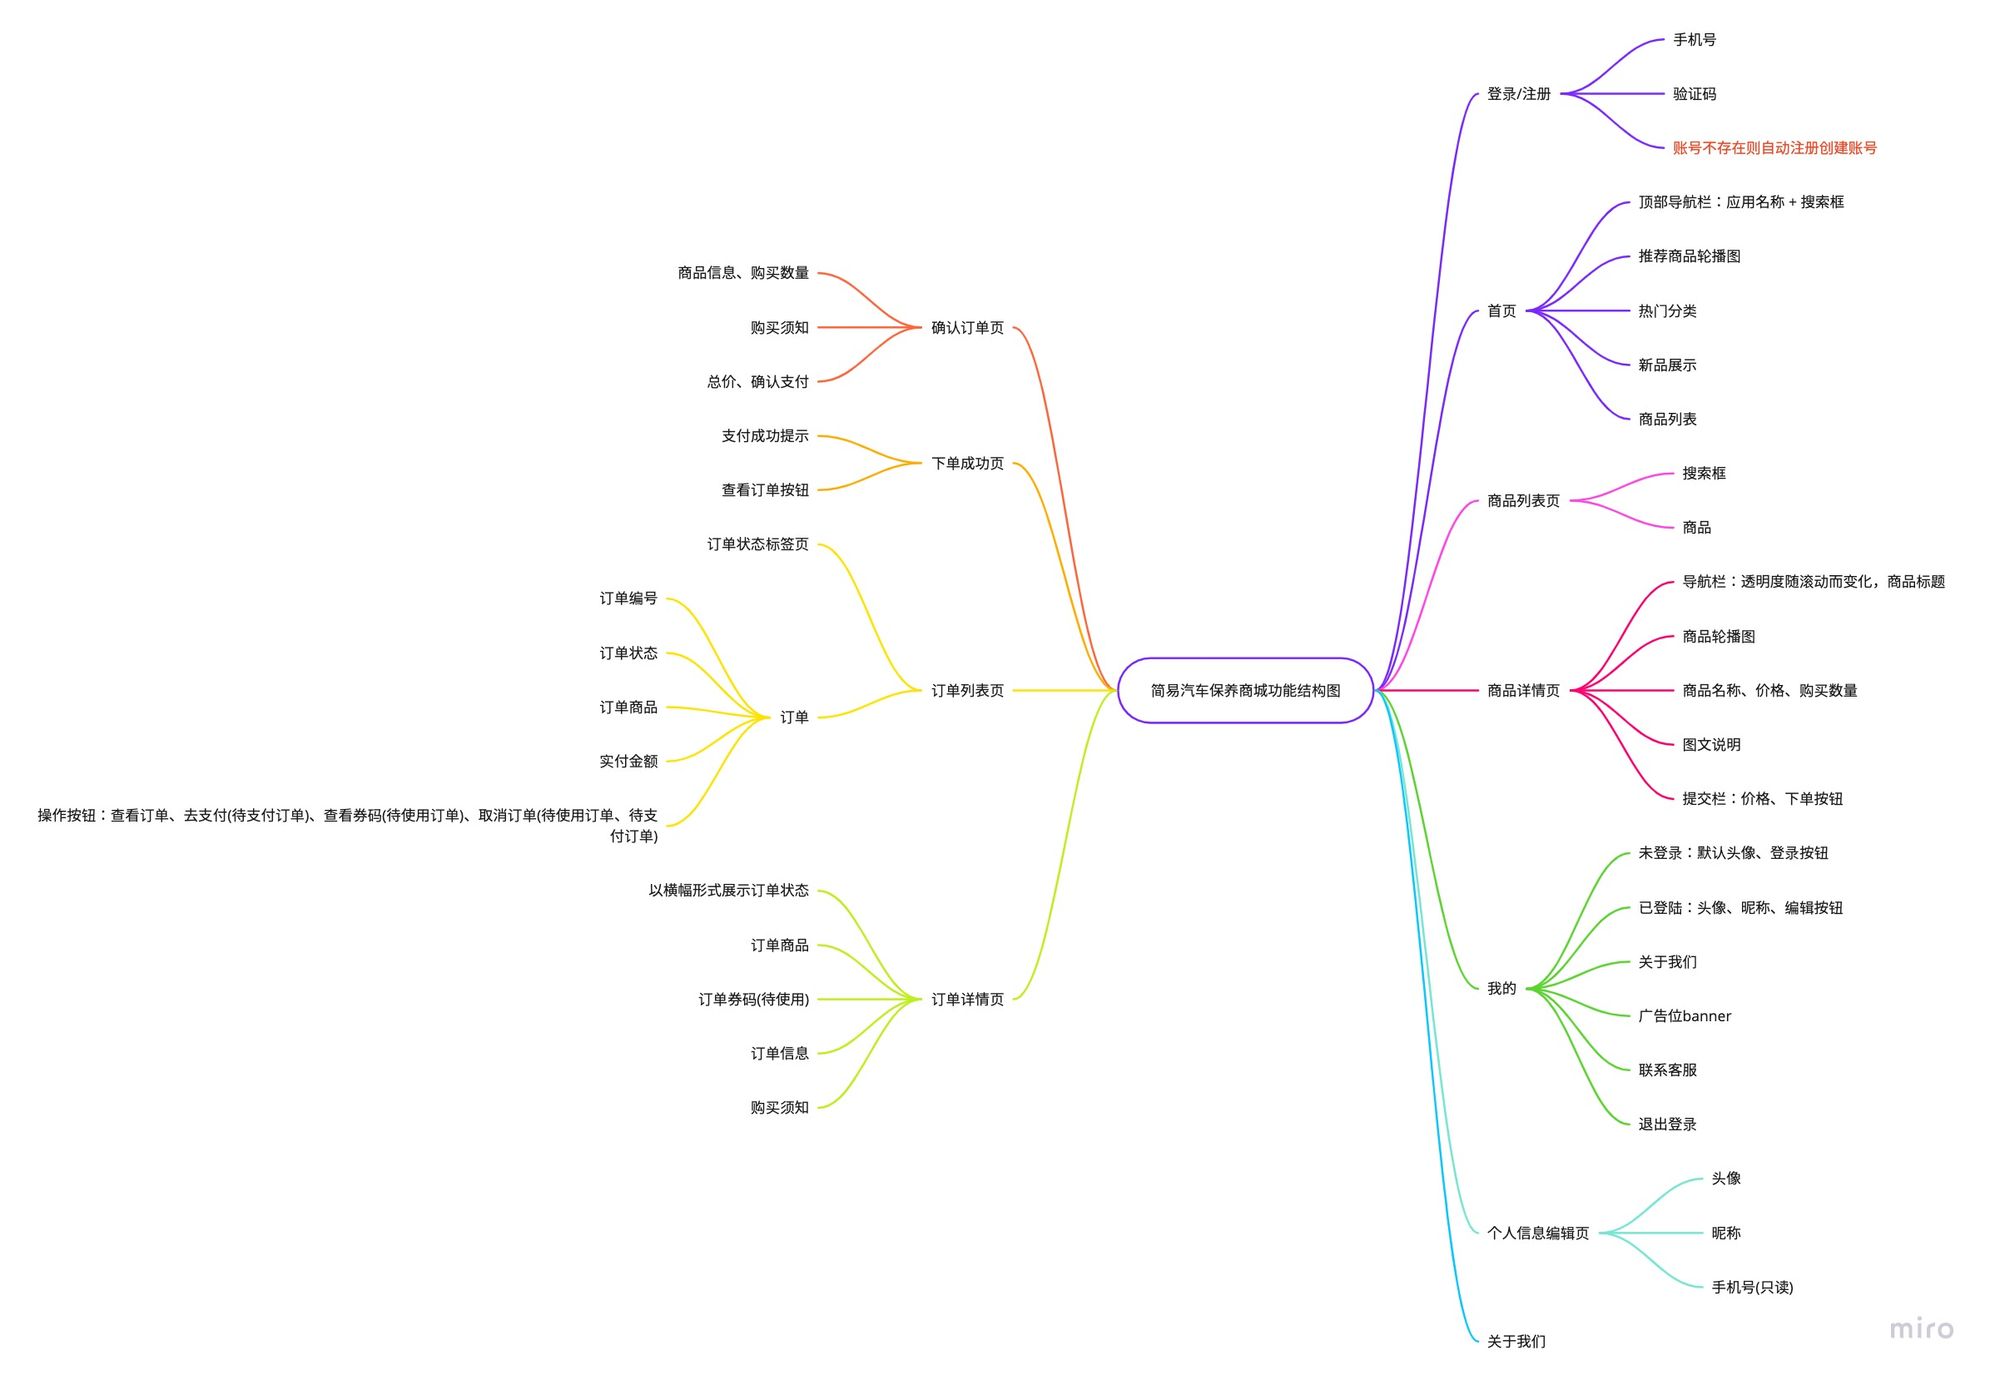 简易汽车保养商城功能结构图
登录/注册
手机号
验证码
账号不存在则自动注册创建账号
首页
顶部导航栏：应用名称 + 搜索框
推荐商品轮播图
热门分类
新品展示
商品列表
商品列表页
搜索框
商品
商品详情页
导航栏：透明度随滚动而变化，商品标题
商品轮播图
商品名称、价格、购买数量
图文说明
提交栏：价格、下单按钮
我的
未登录：默认头像、登录按钮
已登陆：头像、昵称、编辑按钮
关于我们
广告位banner
联系客服
退出登录
个人信息编辑页
头像
昵称
手机号(只读)
关于我们
确认订单页
商品信息、购买数量
购买须知
总价、确认支付
下单成功页
支付成功提示
查看订单按钮
订单列表页
订单状态标签页
订单
订单编号
订单状态
订单商品
实付金额
操作按钮：查看订单、去支付(待支付订单)、查看券码(待使用订单)、取消订单(待使用订单、待支
付订单)
订单详情页
以横幅形式展示订单状态
订单商品
订单券码(待使用)
订单信息
购买须知
miro